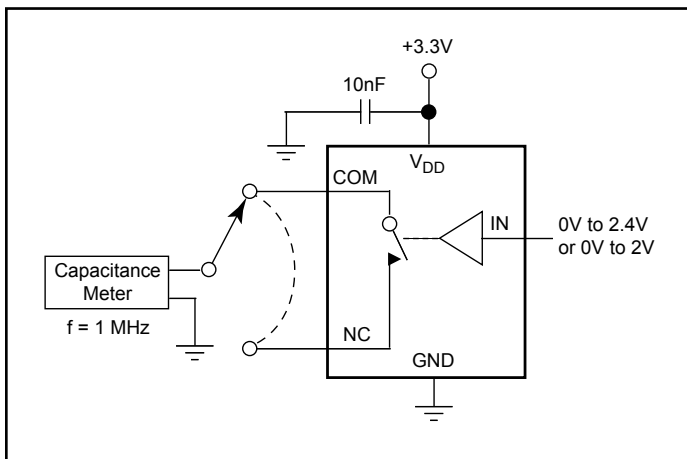 +3.3V
10nF
VDD
COM
IN
0V to 2.4V
or 0V to 2V
Capacitance
Meter
f = 1 MHz
NC
GND